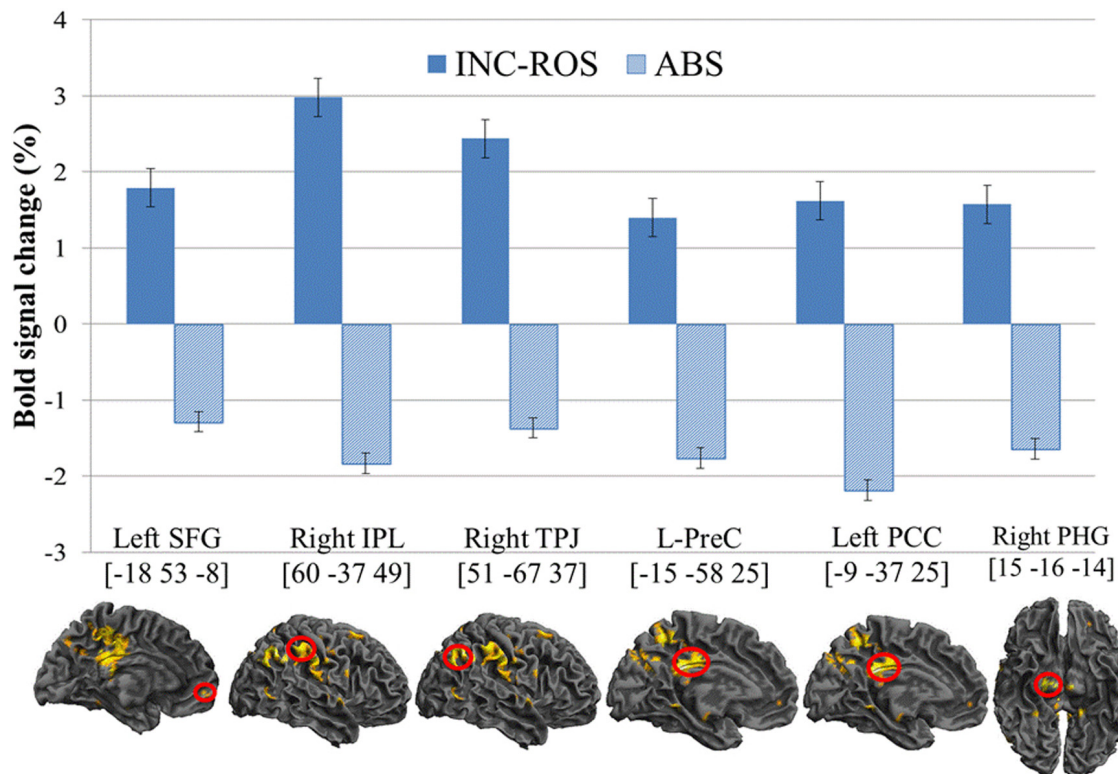 4
INC-ROS ABS
3
2
1
0
-1
-2
-3
Bold signal change (%)
Left SFG Right IPL Right TPJ L-PreC Left PCC Right PHG
[-18 53 -8] [60 -37 49] [51 -67 37] [-15 -58 25] [-9 -37 25] [15 -16 -14]